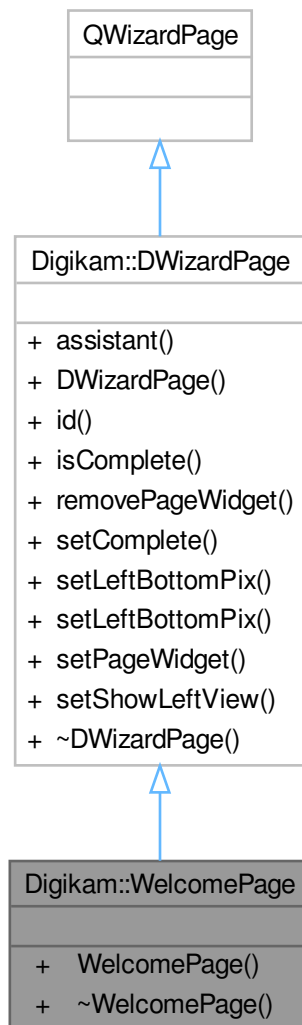 QWizardPage
Digikam::DWizardPage
+ assistant()
+ DWizardPage()
+ id()
+ isComplete()
+ removePageWidget()
+ setComplete()
+ setLeftBottomPix()
+ setLeftBottomPix()
+ setPageWidget()
+ setShowLeftView()
+ ~DWizardPage()
Digikam::WelcomePage
+ WelcomePage()
+ ~WelcomePage()